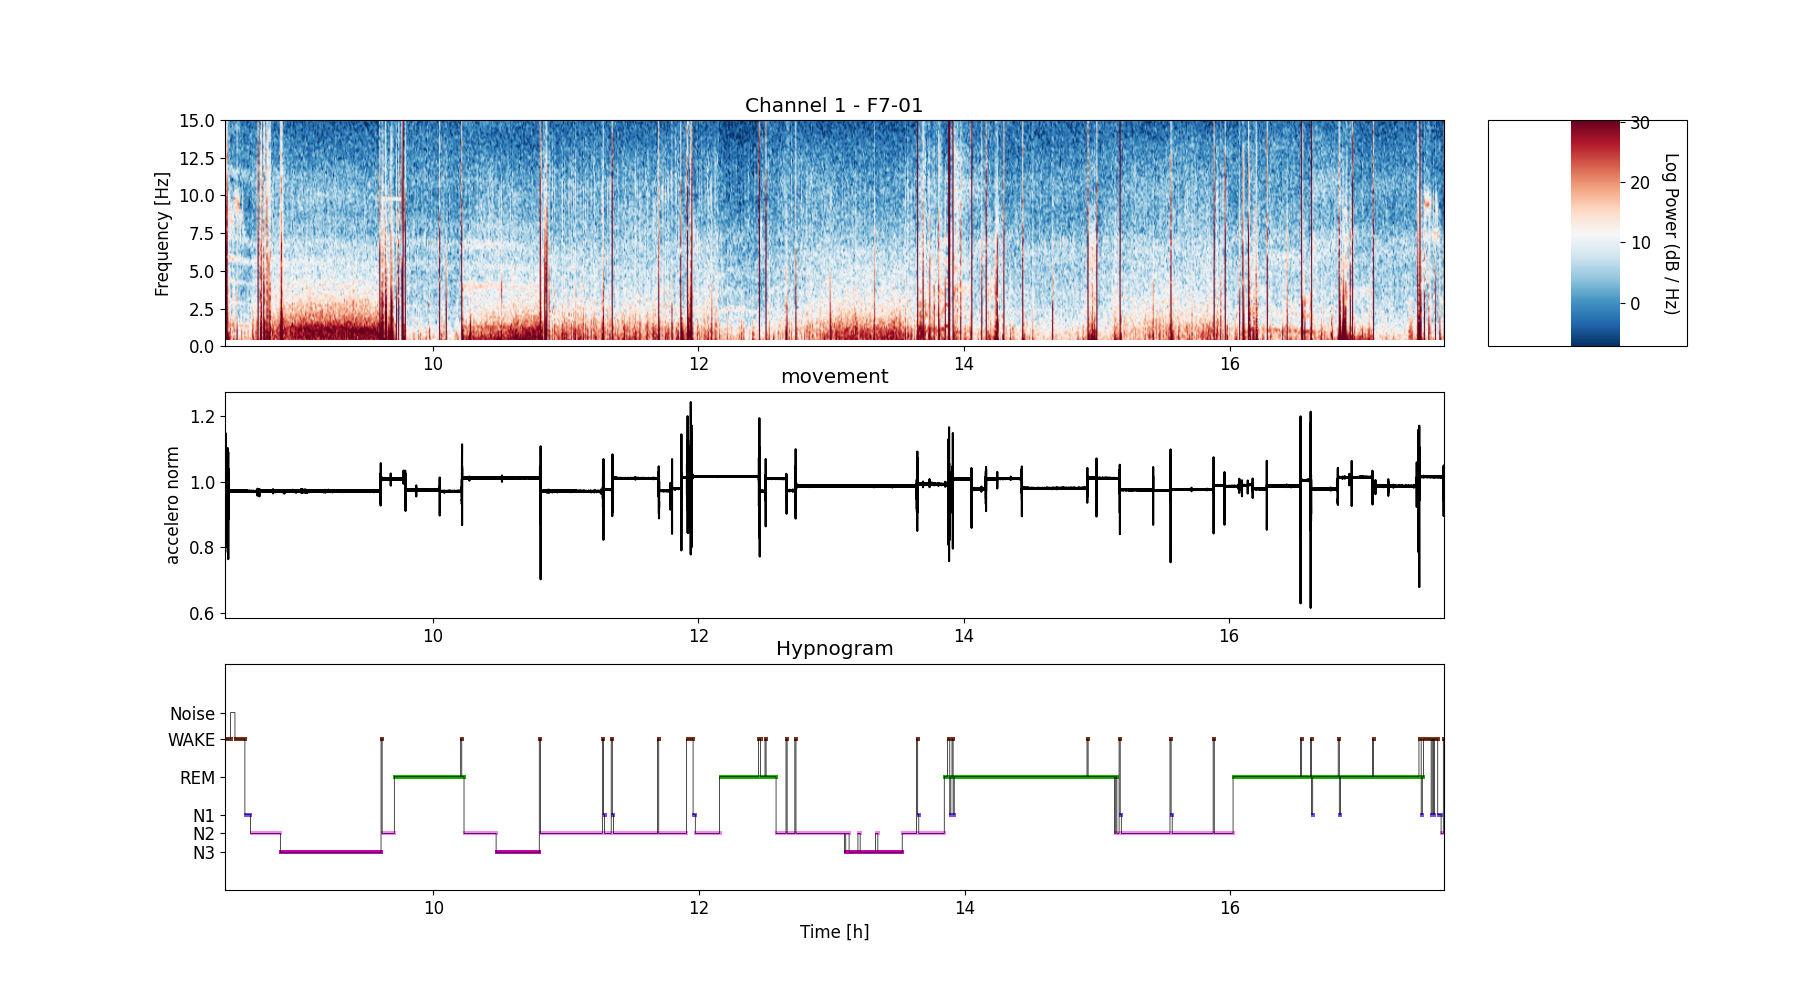 Channel 1 - F7-01
15.0
12.5
10.0
7.5
5.0
2.5
0.0
Frequency [Hz]
10 12 14 16
30
20
10
0
Log Power (dB / Hz)
movement
1.2
1.0
0.8
0.6
accelero norm
10 12 14 16
Hypnogram
Noise
WAKE
REM
N1
N2
N3
10 12 14 16
Time [h]